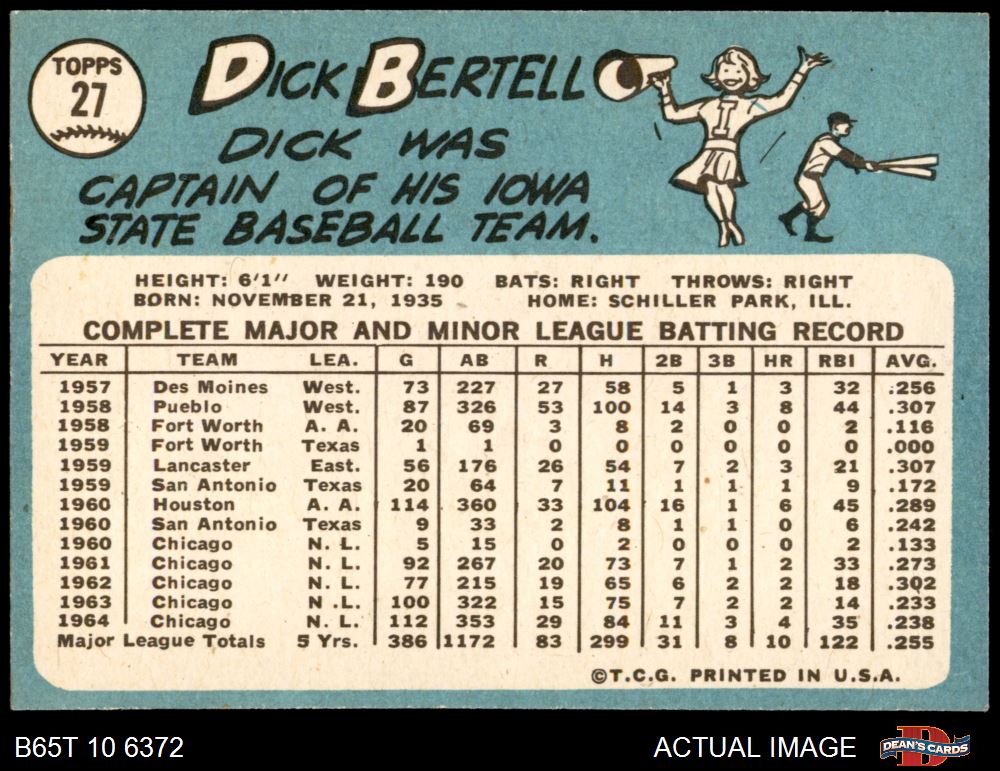 TOPPS
27
DICK BERTELL
DICK WAS
CAPTAIN OF HIS IOWA
STATE BASEBALL TEAM.
I
HEIGHT: 6'1" WEIGHT: 190 BATS: RIGHT THROWS: RIGHT
BORN: NOVEMBER 21, 1935 HOME: SCHILLER PARK, ILL.
COMPLETE MAJOR AND MINOR LEAGUE BATTING RECORD
YEAR TEAM LEA. G AB R H 2B 3B HR RBI AVG.
1957 Des Moines West. 73 227 27 58 5 1 3 32 .256
1958 Pueblo West. 87 326 53 100 14 3 8 44 .307
1958 Fort Worth A. A. 20 69 3 8 2 0 0 2 .116
1959 Fort Worth Texas 1 1 0 0 0 0 0 0 .000
1959 Lancaster East. 56 176 26 54 7 2 3 21 .307
1959 San Antonio Texas 20 64 7 11 1 1 1 9 .172
1960 Houston A. A. 114 360 33 104 16 1 6 45 .289
1960 San Antonio Texas 9 33 2 8 1 1 0 6 .242
1960 Chicago N. L. 5 15 0 2 0 0 0 2 .133
1961 Chicago N. L. 92 267 20 73 7 1 2 33 .273
1962 Chicago N. L. 77 215 19 65 6 2 2 18 .302
1963 Chicago N .L. 100 322 15 75 7 2 2 14 .233
1964 Chicago N. L. 112 353 29 84 11 3 4 35 .238
Major League Totals 5 Yrs. 386 1172 83 299 31 8 10 122 .255
©T.C.G. PRINTED IN U.S.A.
B65T 10 6372 ACTUAL IMAGE DEAN'S CARDS